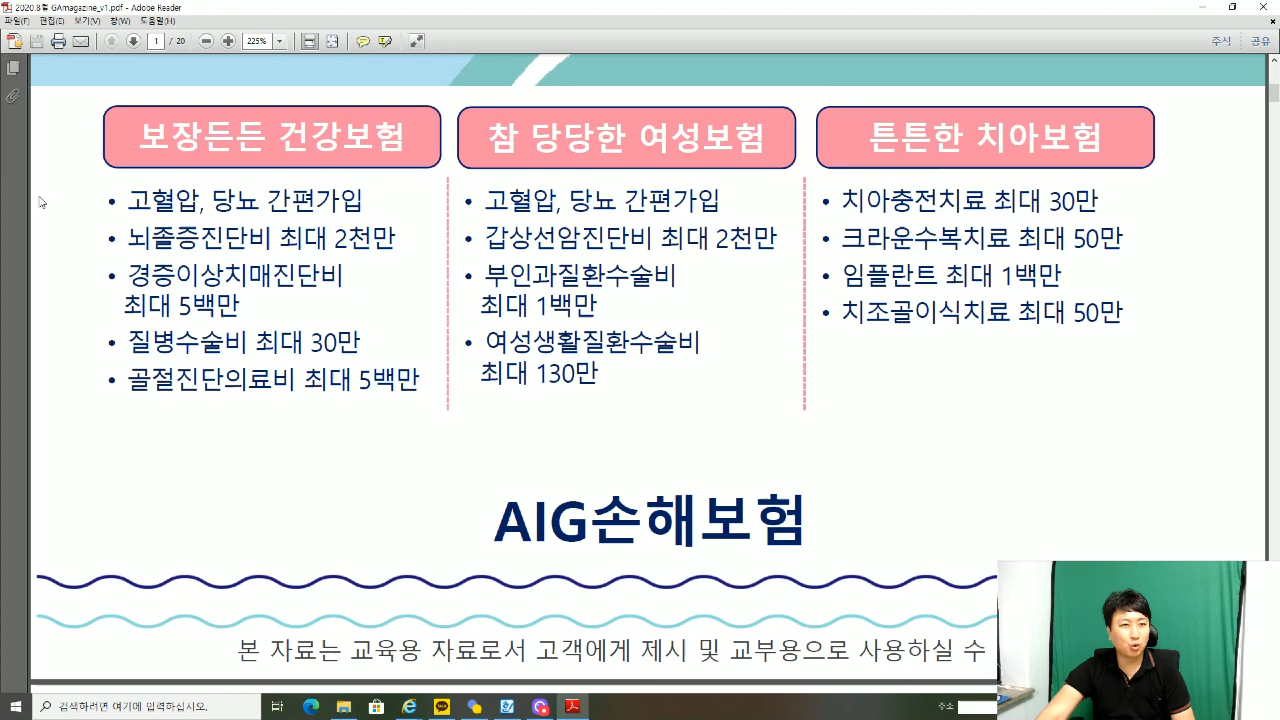 2020.8월 GAmagazine_v1.pdf - Adobe Reader
파일(F) 편집(E) 보기(V) 창(W) 도움말(H)
1 / 20 225% 주석 공유
보장든든 건강보험
• 고혈압, 당뇨 간편가입
• 뇌졸증진단비 최대 2천만
• 경증이상치매진단비
최대 5백만
• 질병수술비 최대 30만
• 골절진단의료비 최대 5백만
참 당당한 여성보험
• 고혈압, 당뇨 간편가입
• 갑상선암진단비 최대 2천만
• 부인과질환수술비
최대 1백만
• 여성생활질환수술비
최대 130만
튼튼한 치아보험
• 치아충전치료 최대 30만
• 크라운수복치료 최대 50만
• 임플란트 최대 1백만
• 치조골이식치료 최대 50만
AIG손해보험
본 자료는 교육용 자료로서 고객에게 제시 및 교부용으로 사용하실 수
검색하려면 여기에 입력하십시오.
주소